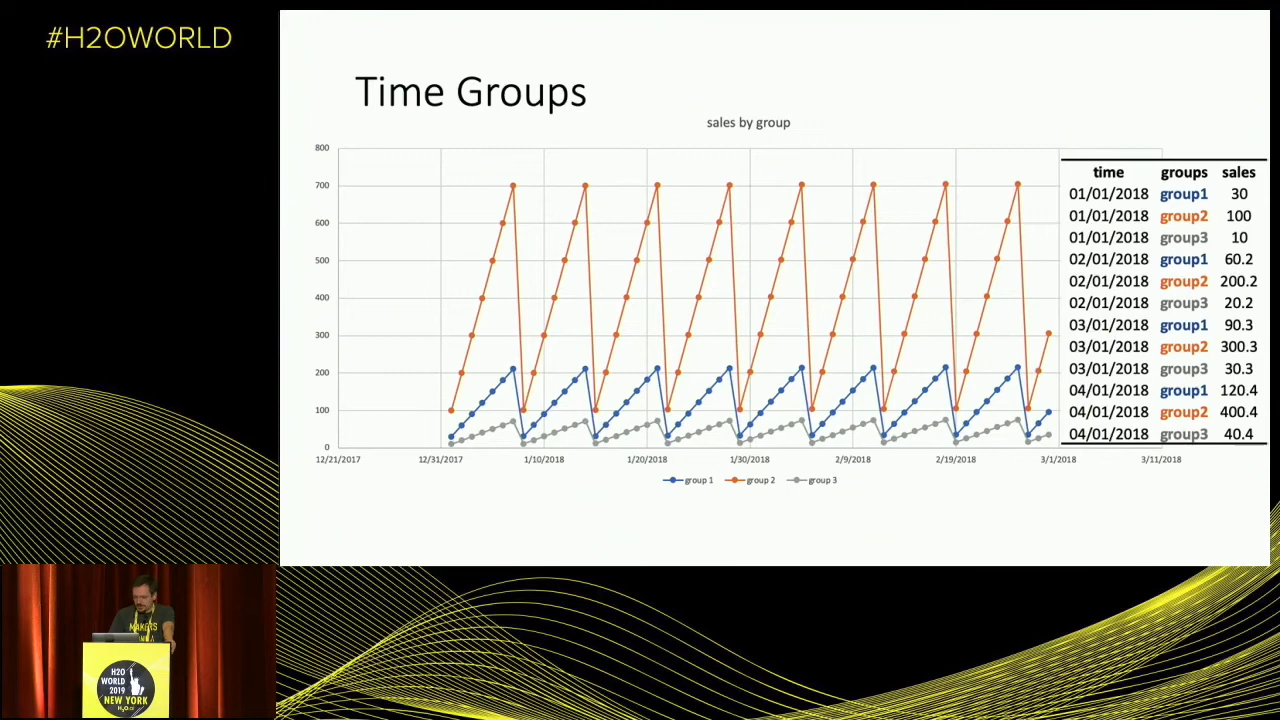 #H2OWORLD
Time Groups
sales by group
800
700
600
500
400
300
200
100
0
12/21/2017 12/31/2017 1/10/2018 1/20/2018 1/30/2018 2/9/2018 2/19/2018 3/1/2018 3/11/2018
group 1 group 2 group 3
time groups sales
01/01/2018 group1 30
01/01/2018 group2 100
01/01/2018 group3 10
02/01/2018 group1 60.2
02/01/2018 group2 200.2
02/01/2018 group3 20.2
03/01/2018 group1 90.3
03/01/2018 group2 300.3
03/01/2018 group3 30.3
04/01/2018 group1 120.4
04/01/2018 group2 400.4
04/01/2018 group3 40.4
MAKERS
H2O
WORLD
2019
NEW YORK
H2O.ai